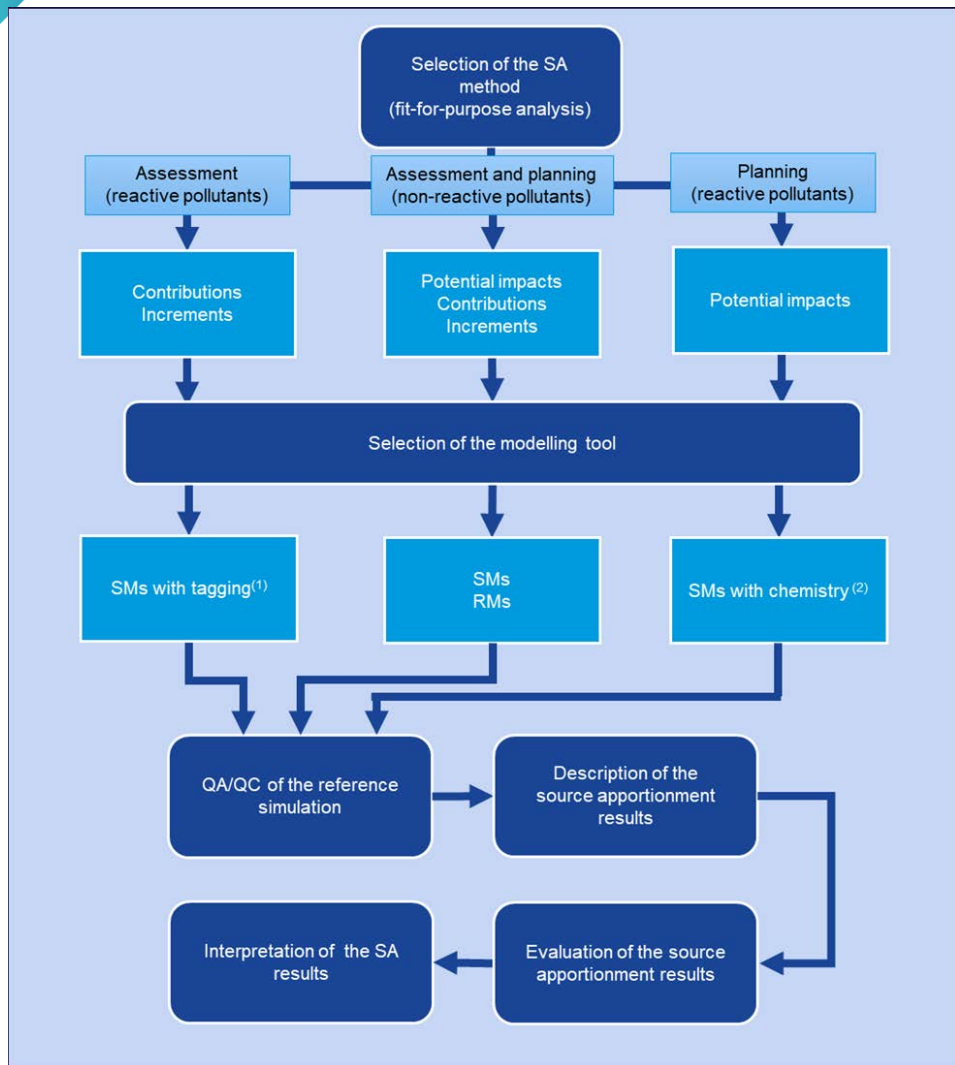 Selection of the SA
method
(fit-for-purpose analysis)
Assessment
(reactive pollutants)
Assessment and planning
(non-reactive pollutants)
Planning
(reactive pollutants)
Contributions
Increments
Potential impacts
Contributions
Increments
Potential impacts
Selection of the modelling tool
SMs with tagging(1)
SMs
RMs
SMs with chemistry (2)
QA/QC of the reference
simulation
Description of the
source apportionment
results
Interpretation of the SA
results
Evaluation of the source
apportionment results